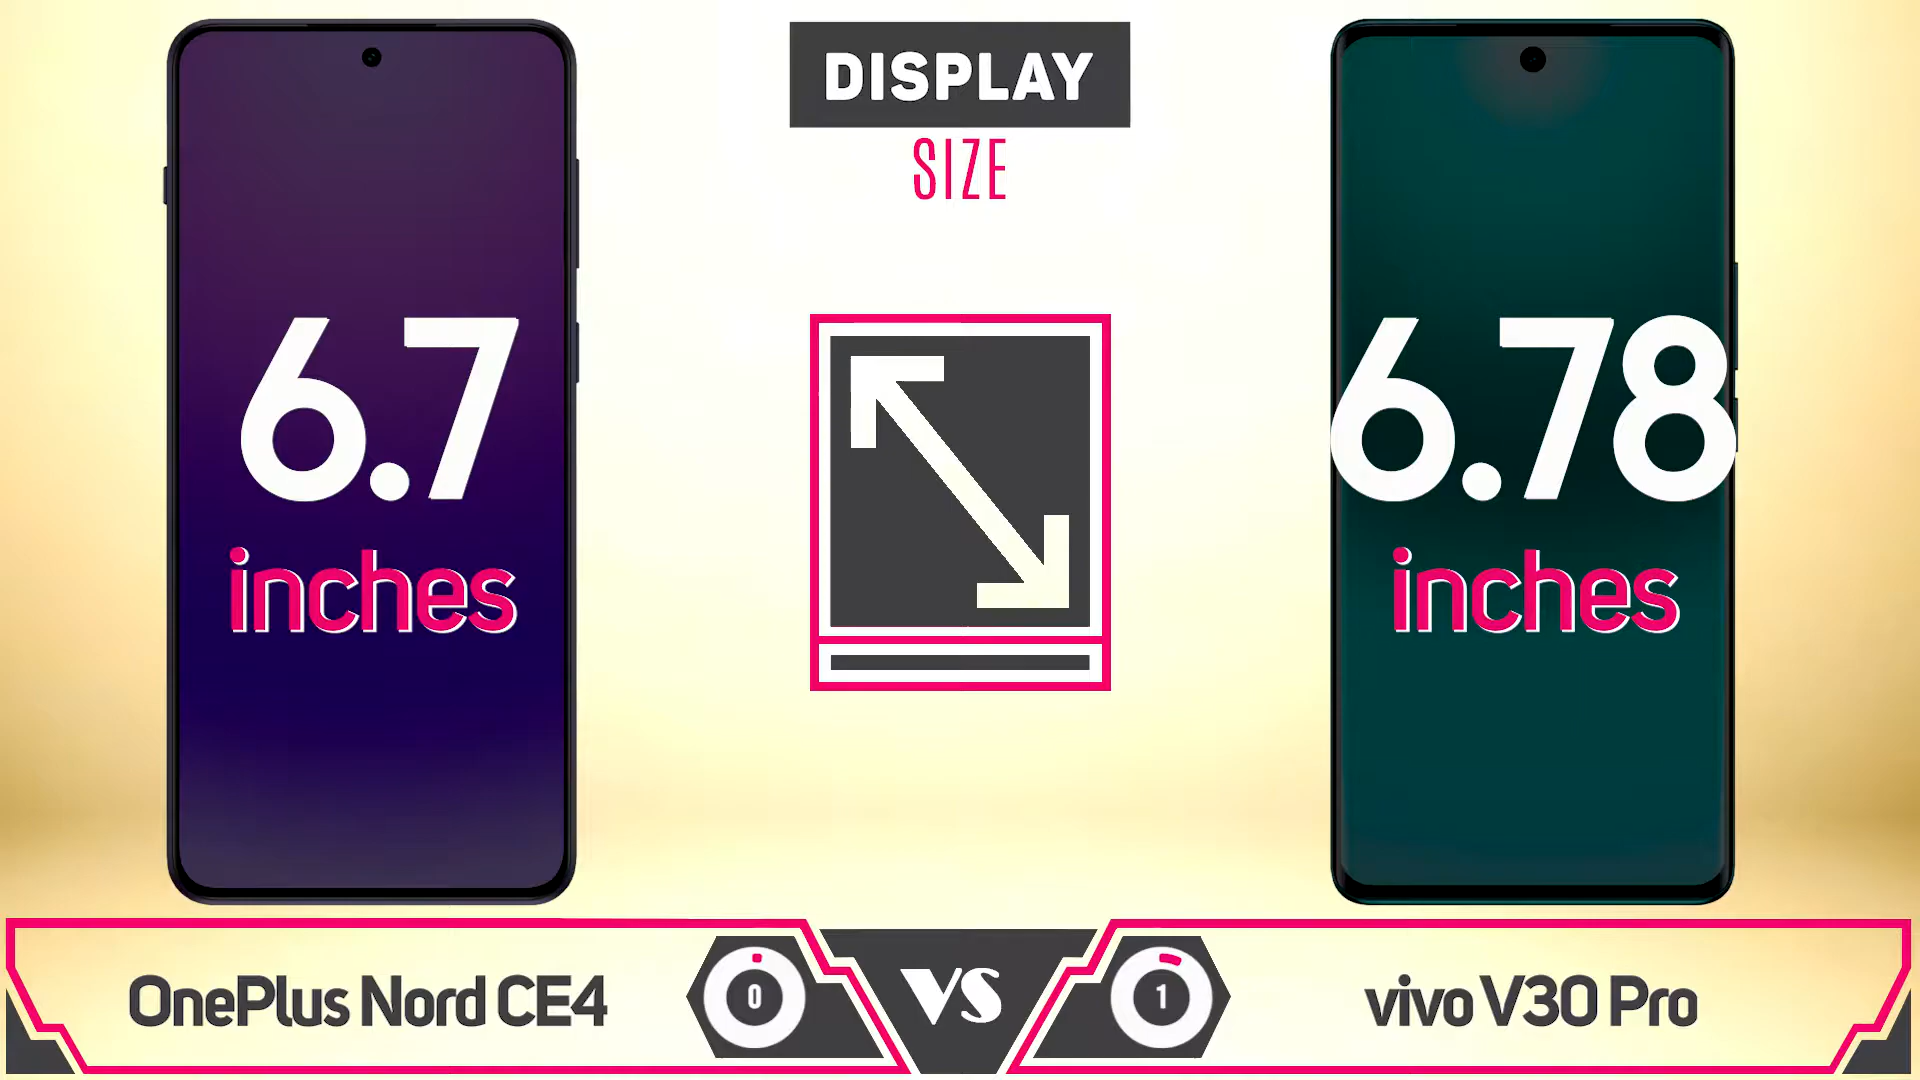 DISPLAY
SIZE
6.7
inches
6.78
inches
OnePlus Nord CE4
0
VS
1
vivo V30 Pro